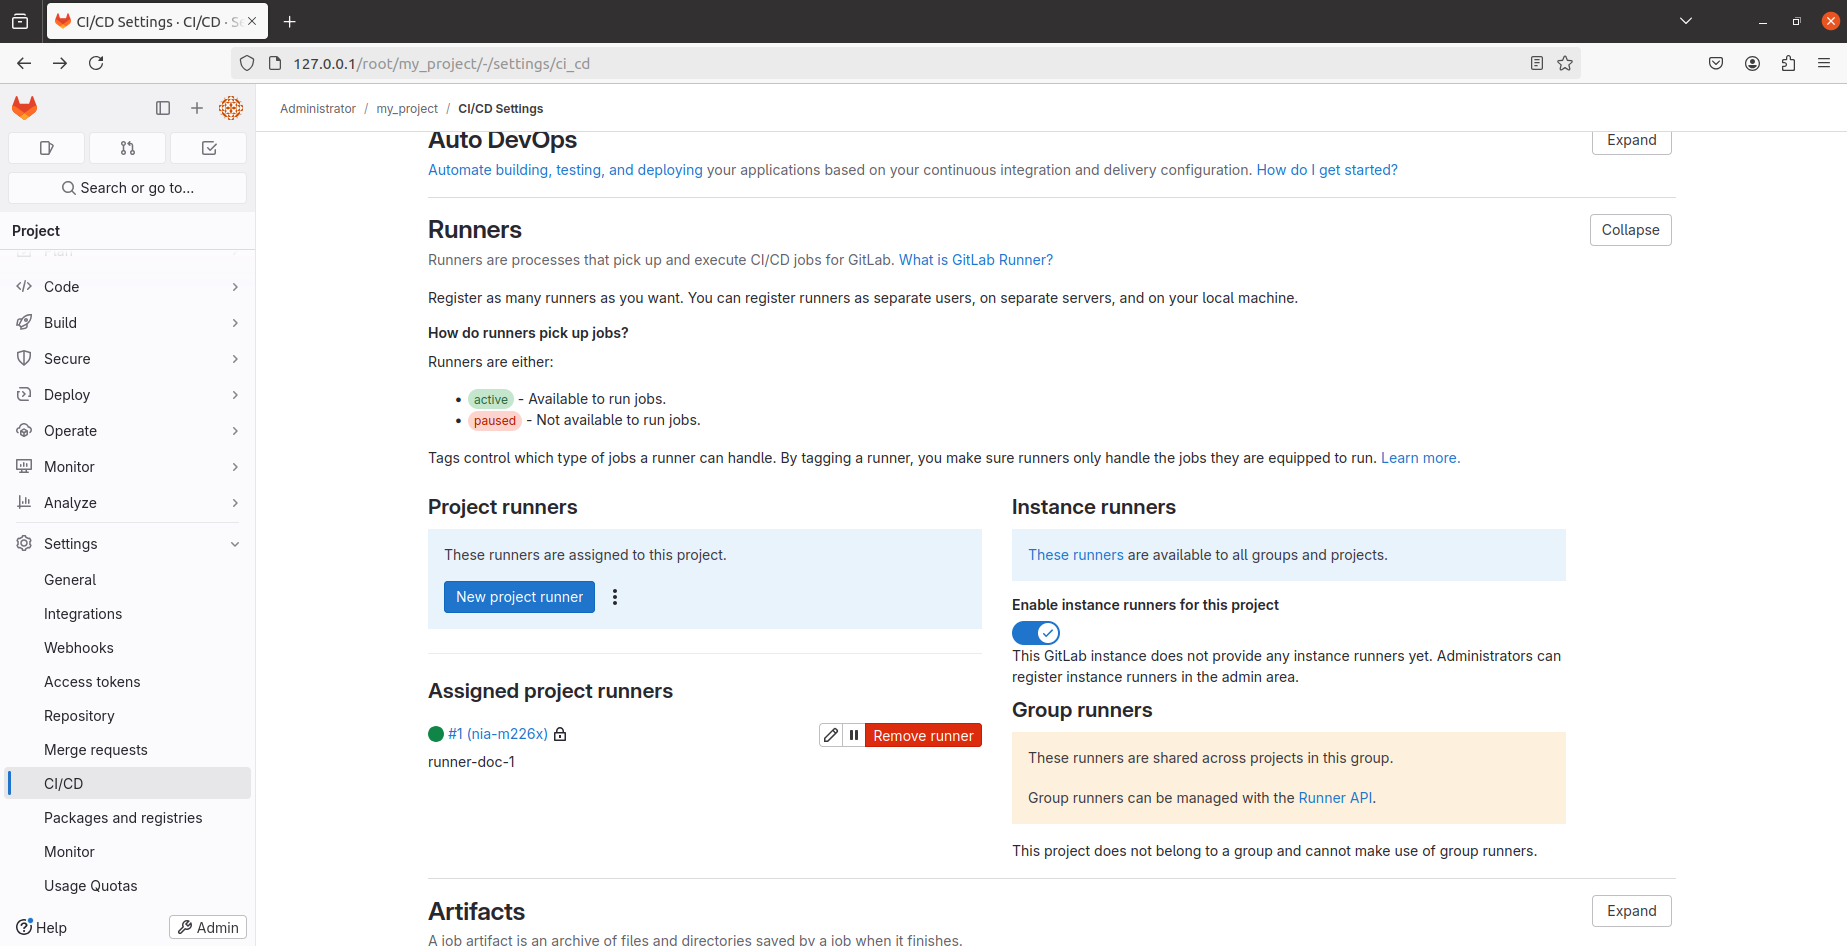 CI/CD Settings · CI/CD · Se
127.0.0.1/root/my_project/-/settings/ci_cd
Administrator / my_project / CI/CD Settings
Search or go to...
Project
Plan
Code
Build
Secure
Deploy
Operate
Monitor
Analyze
Settings
General
Integrations
Webhooks
Access tokens
Repository
Merge requests
CI/CD
Packages and registries
Monitor
Usage Quotas
Help
Admin
Auto DevOps
Expand
Automate building, testing, and deploying your applications based on your continuous integration and delivery configuration. How do I get started?
Runners
Collapse
Runners are processes that pick up and execute CI/CD jobs for GitLab. What is GitLab Runner?
Register as many runners as you want. You can register runners as separate users, on separate servers, and on your local machine.
How do runners pick up jobs?
Runners are either:
• active - Available to run jobs.
• paused - Not available to run jobs.
Tags control which type of jobs a runner can handle. By tagging a runner, you make sure runners only handle the jobs they are equipped to run. Learn more.
Project runners
These runners are assigned to this project.
New project runner
Assigned project runners
#1 (nia-m226x)
Remove runner
runner-doc-1
Instance runners
These runners are available to all groups and projects.
Enable instance runners for this project
This GitLab instance does not provide any instance runners yet. Administrators can
register instance runners in the admin area.
Group runners
These runners are shared across projects in this group.
Group runners can be managed with the Runner API.
This project does not belong to a group and cannot make use of group runners.
Artifacts
Expand
A job artifact is an archive of files and directories saved by a job when it finishes.